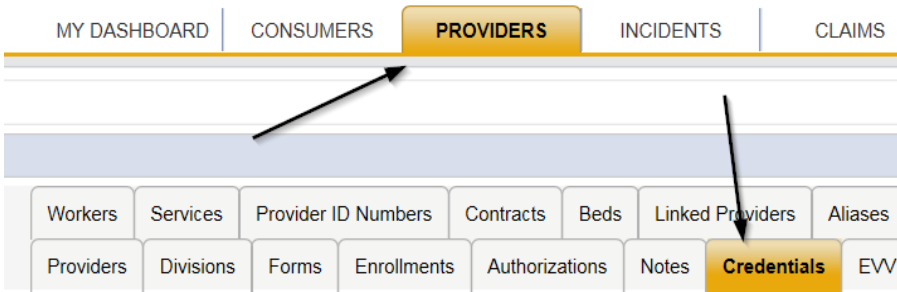 MY DASHBOARD CONSUMERS PROVIDERS INCIDENTS CLAIMS
Workers Services Provider ID Numbers Contracts Beds Linked Providers Aliases
Providers Divisions Forms Enrollments Authorizations Notes Credentials EVV